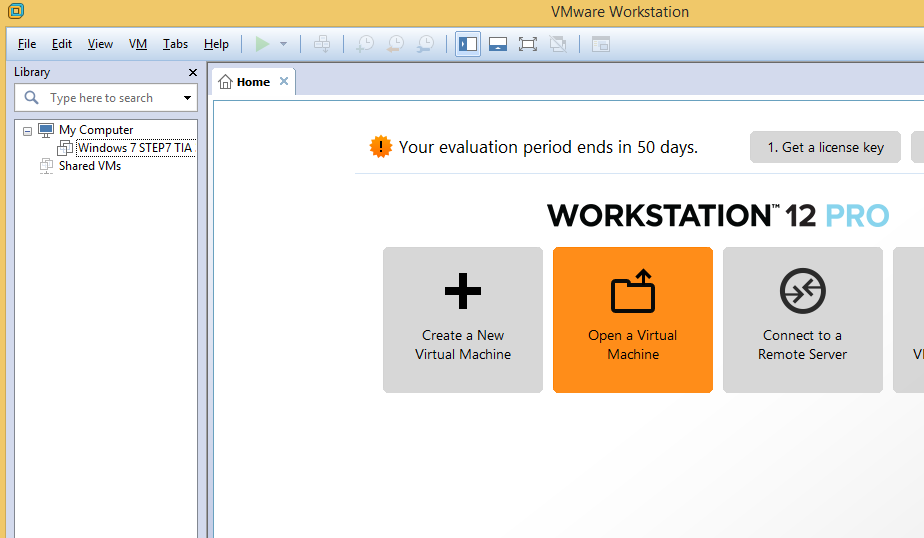 VMware Workstation
File Edit View VM Tabs Help
Library
Type here to search
My Computer
Windows 7 STEP7 TIA
Shared VMs
Home
Your evaluation period ends in 50 days.
1. Get a license key
WORKSTATION™ 12 PRO
Create a New
Virtual Machine
Open a Virtual
Machine
Connect to a
Remote Server